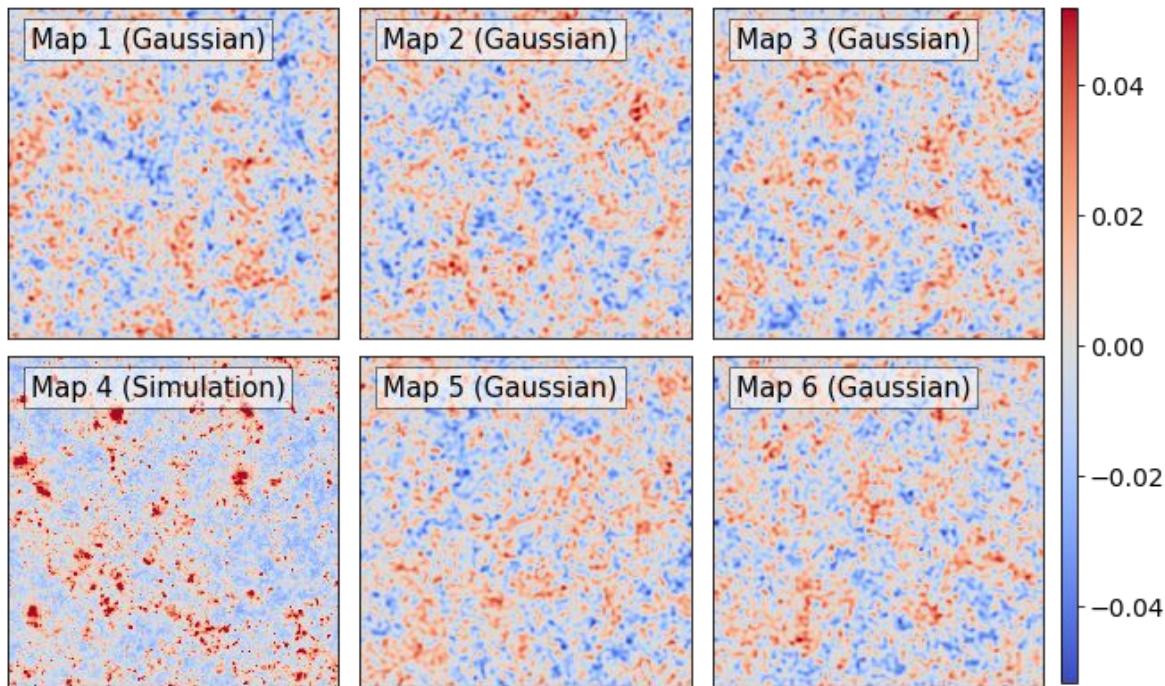 Map 1 (Gaussian)
Map 2 (Gaussian)
Map 3 (Gaussian)
Map 4 (Simulation)
Map 5 (Gaussian)
Map 6 (Gaussian)
0.04
0.02
0.00
−0.02
−0.04